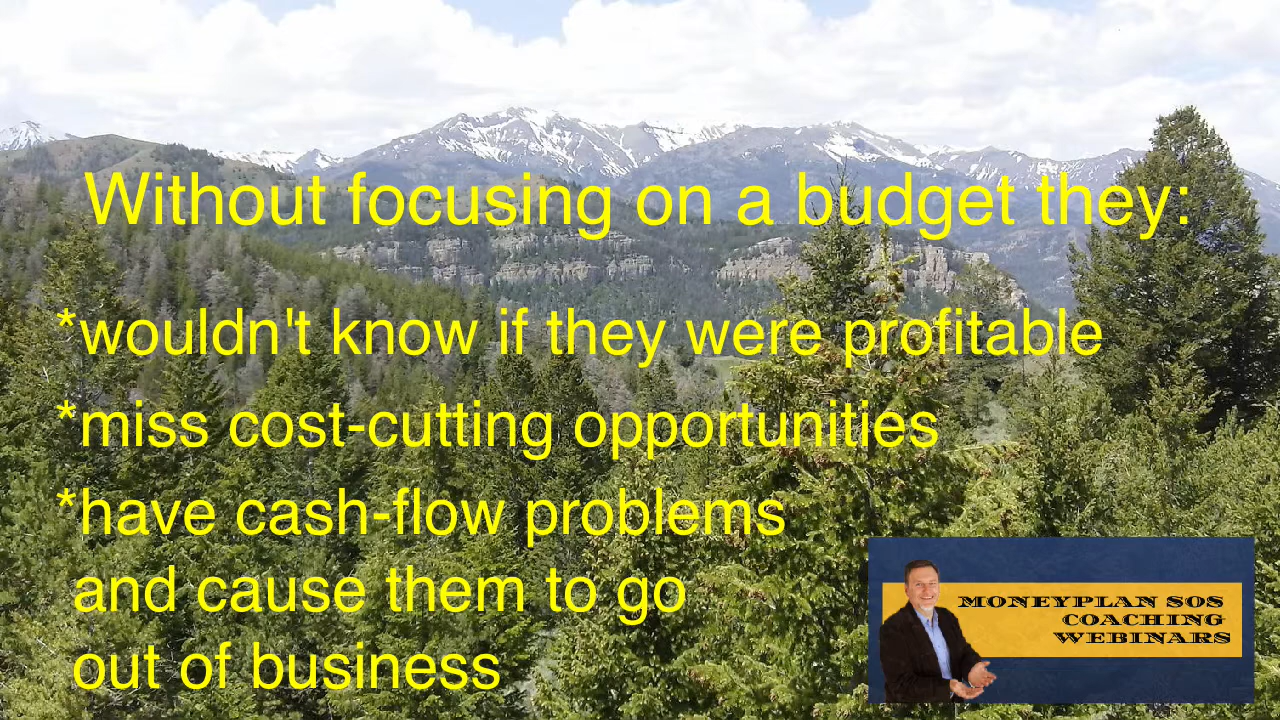 Without focusing on a budget they:
*wouldn't know if they were profitable
*miss cost-cutting opportunities
*have cash-flow problems
and cause them to go
out of business
MONEYPLAN SOS
COACHING
WEBINARS